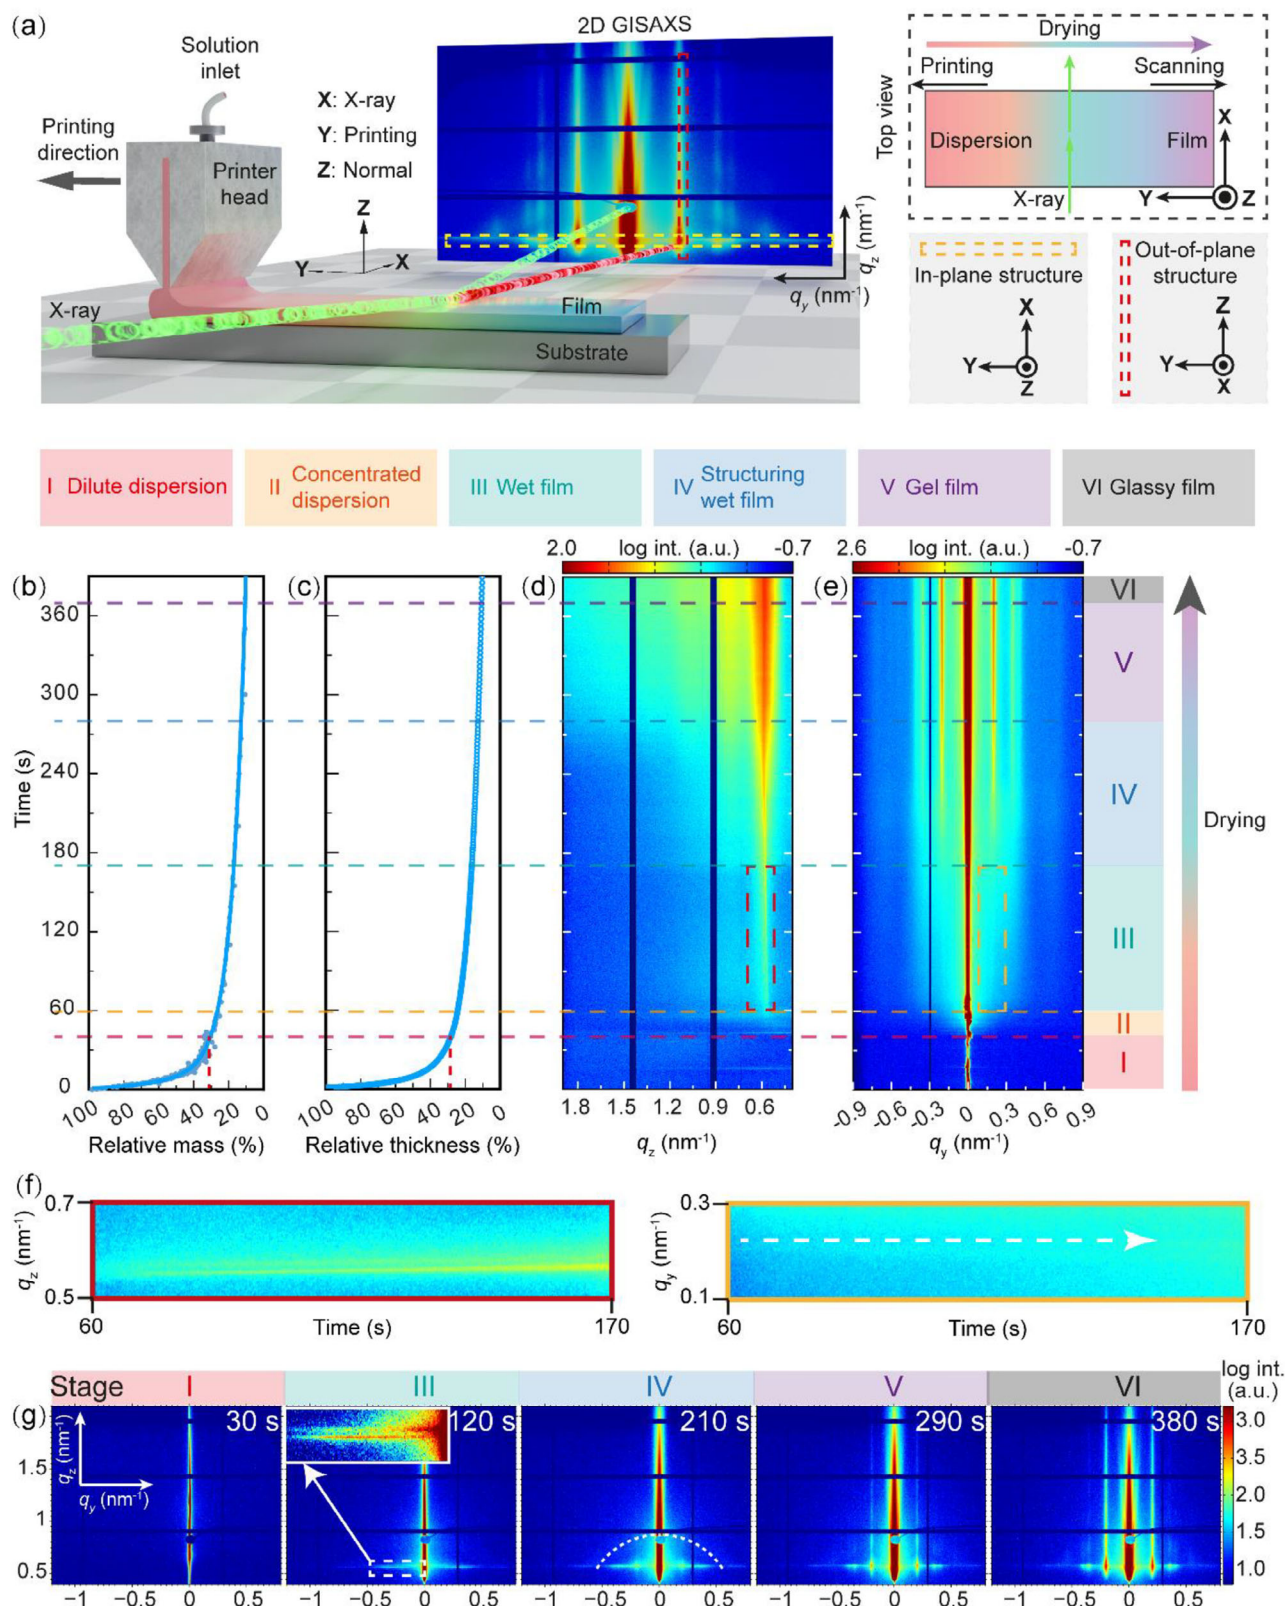 (a)
2D GISAXS
Solution
inlet
Printing
direction
Printer
head
X: X-ray
Y: Printing
Z: Normal
Z
Y
X
X-ray
Film
Substrate
qz (nm⁻¹)
qy (nm⁻¹)
Top view
Drying
Printing
Scanning
Dispersion
Film
X
X-ray
Y
Z
In-plane structure
X
Y
Z
Out-of-plane
structure
Z
Y
X
I Dilute dispersion
II Concentrated
dispersion
III Wet film
IV Structuring
wet film
V Gel film
VI Glassy film
2.0 log int. (a.u.) -0.7
2.6 log int. (a.u.) -0.7
(b)
(c)
(d)
(e)
Time (s)
360
300
240
180
120
60
0
100 80 60 40 20 0
Relative mass (%)
100 80 60 40 20 0
Relative thickness (%)
1.8 1.5 1.2 0.9 0.6
qz (nm⁻¹)
-0.9 -0.6 -0.3 0 0.3 0.6 0.9
qy (nm⁻¹)
VI
V
IV
III
II
I
Drying
(f)
0.7
qz (nm⁻¹)
0.5
60 Time (s) 170
0.3
qy (nm⁻¹)
0.1
60 Time (s) 170
Stage I III IV V VI
log int.
(a.u.)
(g)
30 s 120 s 210 s 290 s 380 s
qz (nm⁻¹)
qy (nm⁻¹)
1.5
1
0.5
3.0
2.5
2.0
1.5
1.0
−1 −0.5 0 0.5 −1 −0.5 0 0.5 −1 −0.5 0 0.5 −1 −0.5 0 0.5 −1 −0.5 0 0.5